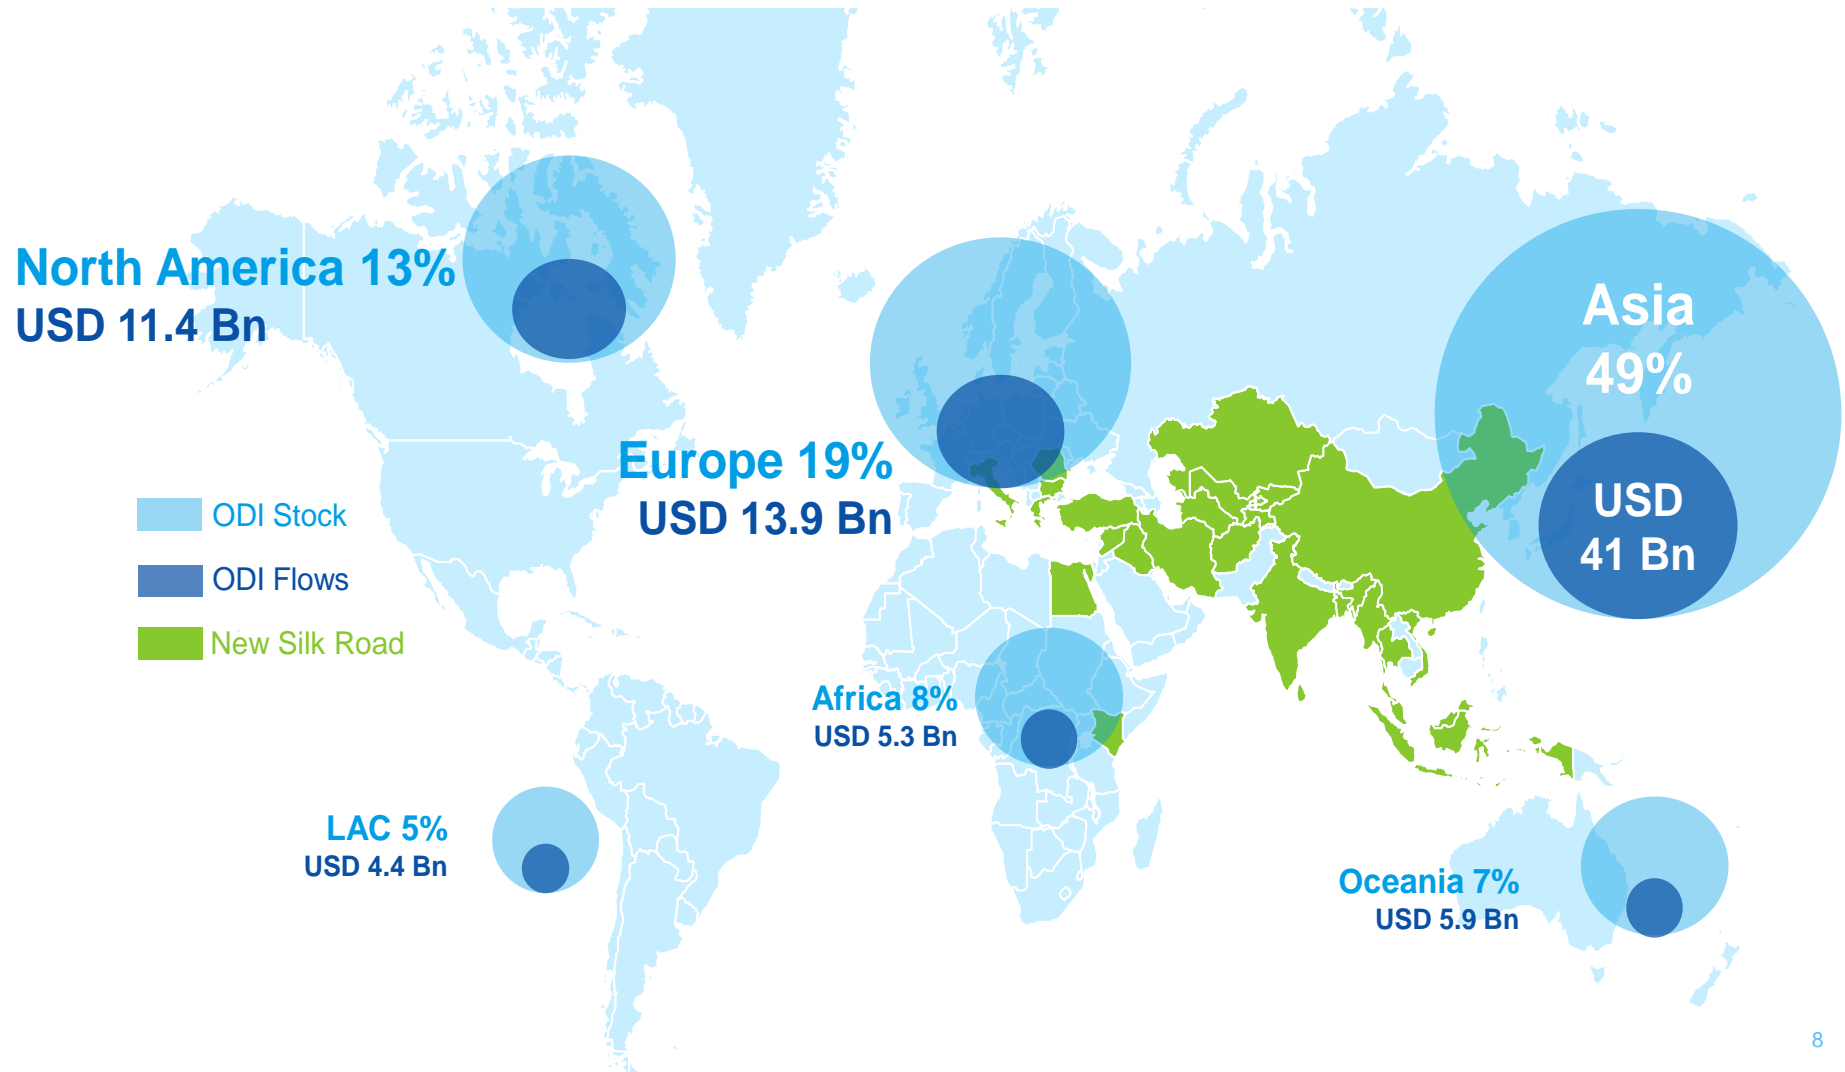 North America 13%
USD 11.4 Bn
Asia
49%
USD
41 Bn
Europe 19%
USD 13.9 Bn
ODI Stock
ODI Flows
New Silk Road
Africa 8%
USD 5.3 Bn
LAC 5%
USD 4.4 Bn
Oceania 7%
USD 5.9 Bn
8